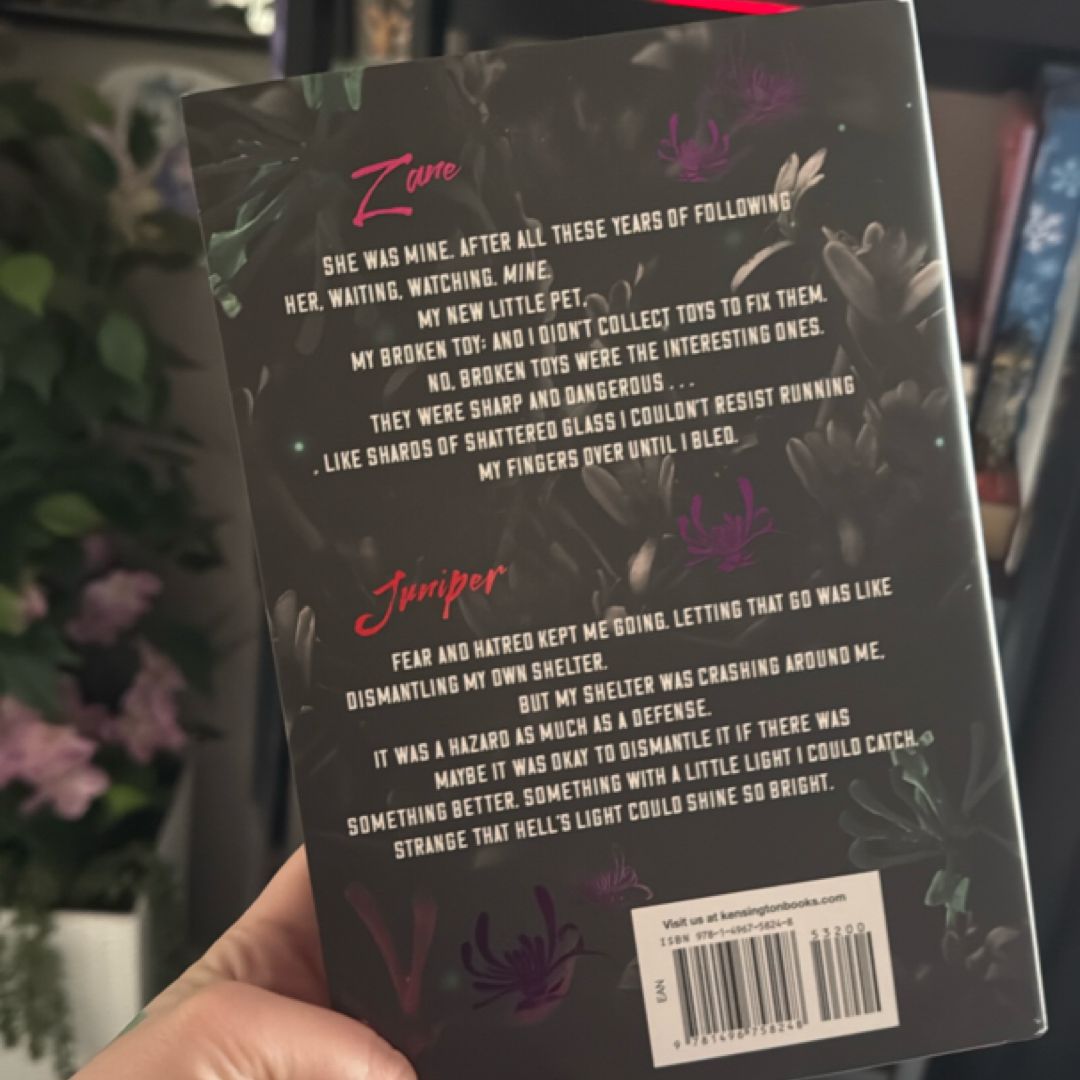 Zane
SHE WAS MINE. AFTER ALL THESE YEARS OF FOLLOWING
HER, WAITING, WATCHING. MINE.
MY NEW LITTLE PET.
MY BROKEN TOY; AND I DIDN'T COLLECT TOYS TO FIX THEM.
NO, BROKEN TOYS WERE THE INTERESTING ONES.
THEY WERE SHARP AND DANGEROUS . . .
. LIKE SHARDS OF SHATTERED GLASS I COULDN'T RESIST RUNNING
MY FINGERS OVER UNTIL I BLED.
Juniper
FEAR AND HATRED KEPT ME GOING. LETTING THAT GO WAS LIKE
DISMANTLING MY OWN SHELTER.
BUT MY SHELTER WAS CRASHING AROUND ME.
IT WAS A HAZARD AS MUCH AS A DEFENSE.
MAYBE IT WAS OKAY TO DISMANTLE IT IF THERE WAS
SOMETHING BETTER. SOMETHING WITH A LITTLE LIGHT I COULD CATCH.
STRANGE THAT HELL'S LIGHT COULD SHINE SO BRIGHT.
Visit us at kensingtonbooks.com
ISBN 978-1-4967-5824-8
53200
EAN
9 781496 758248